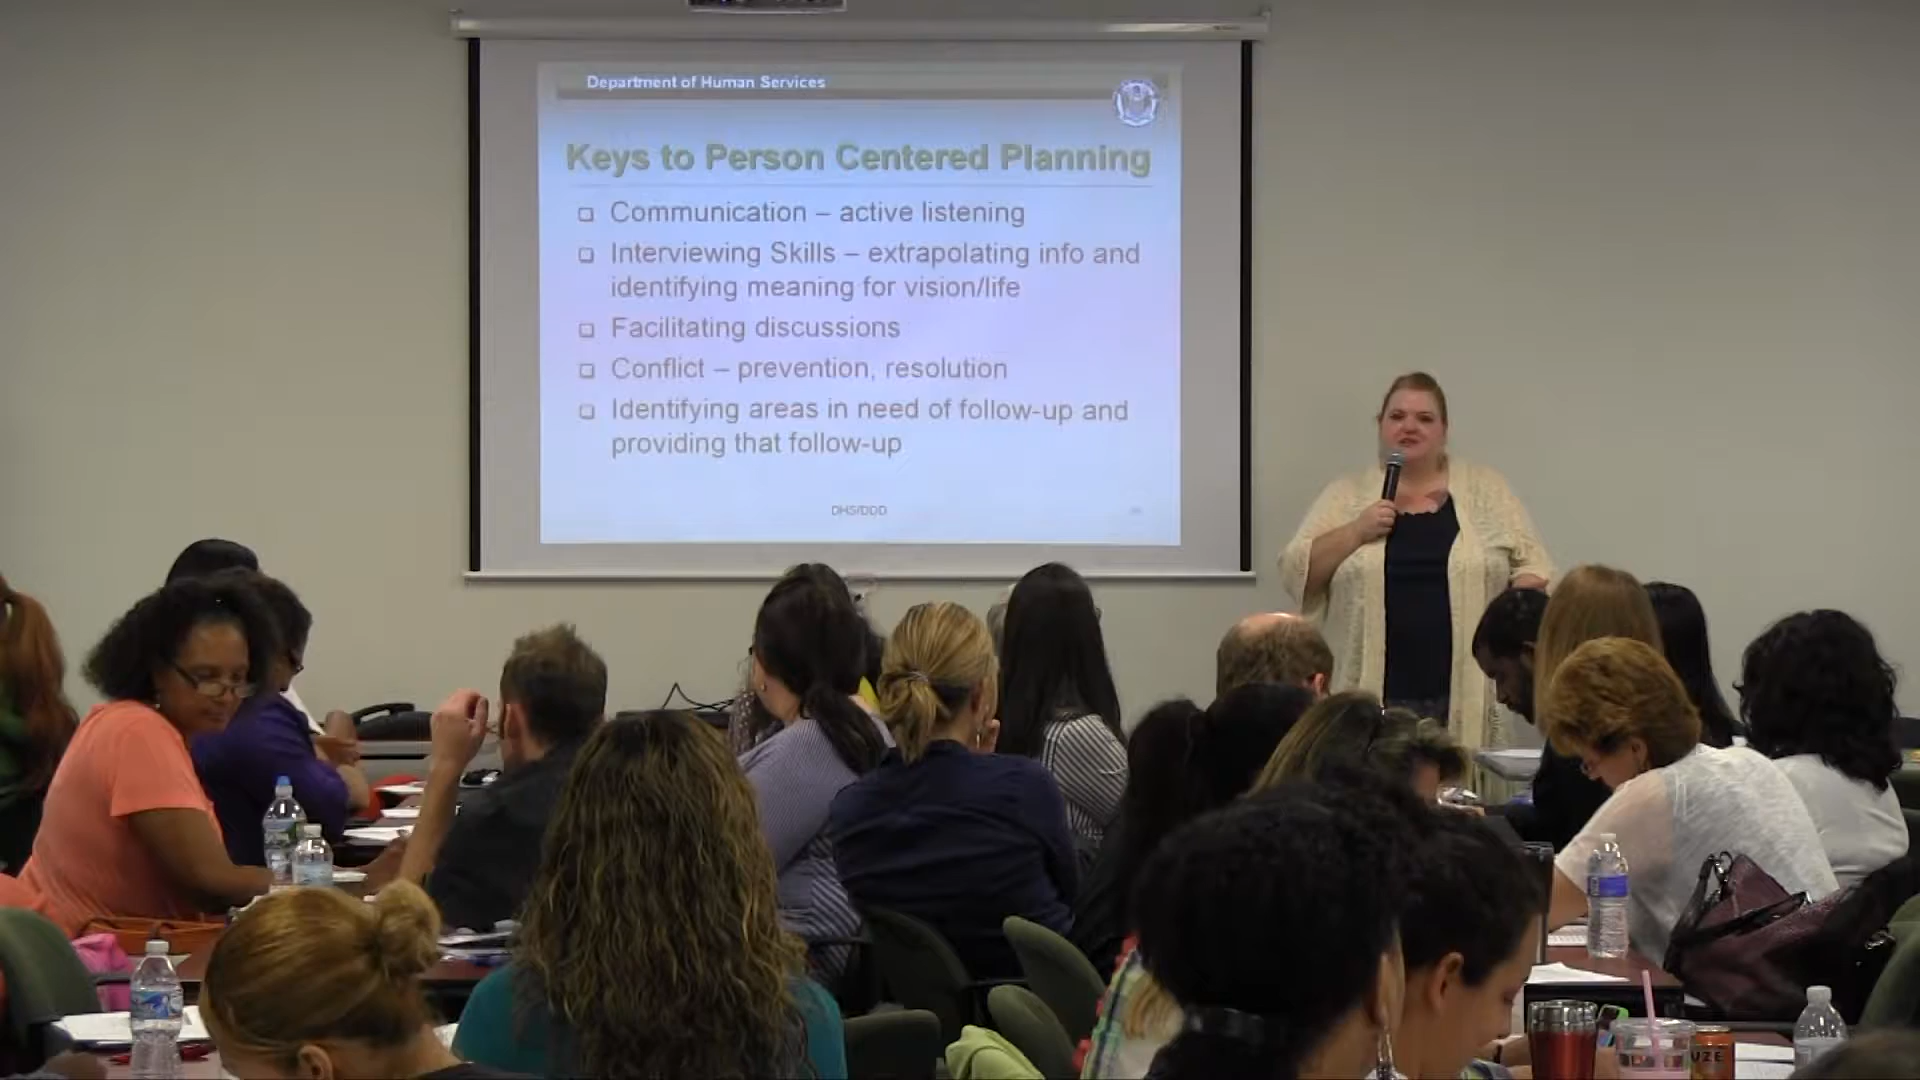 Department of Human Services
Keys to Person Centered Planning
❑ Communication – active listening
❑ Interviewing Skills – extrapolating info and
identifying meaning for vision/life
❑ Facilitating discussions
❑ Conflict – prevention, resolution
❑ Identifying areas in need of follow-up and
providing that follow-up
DHS/DDD
UZE